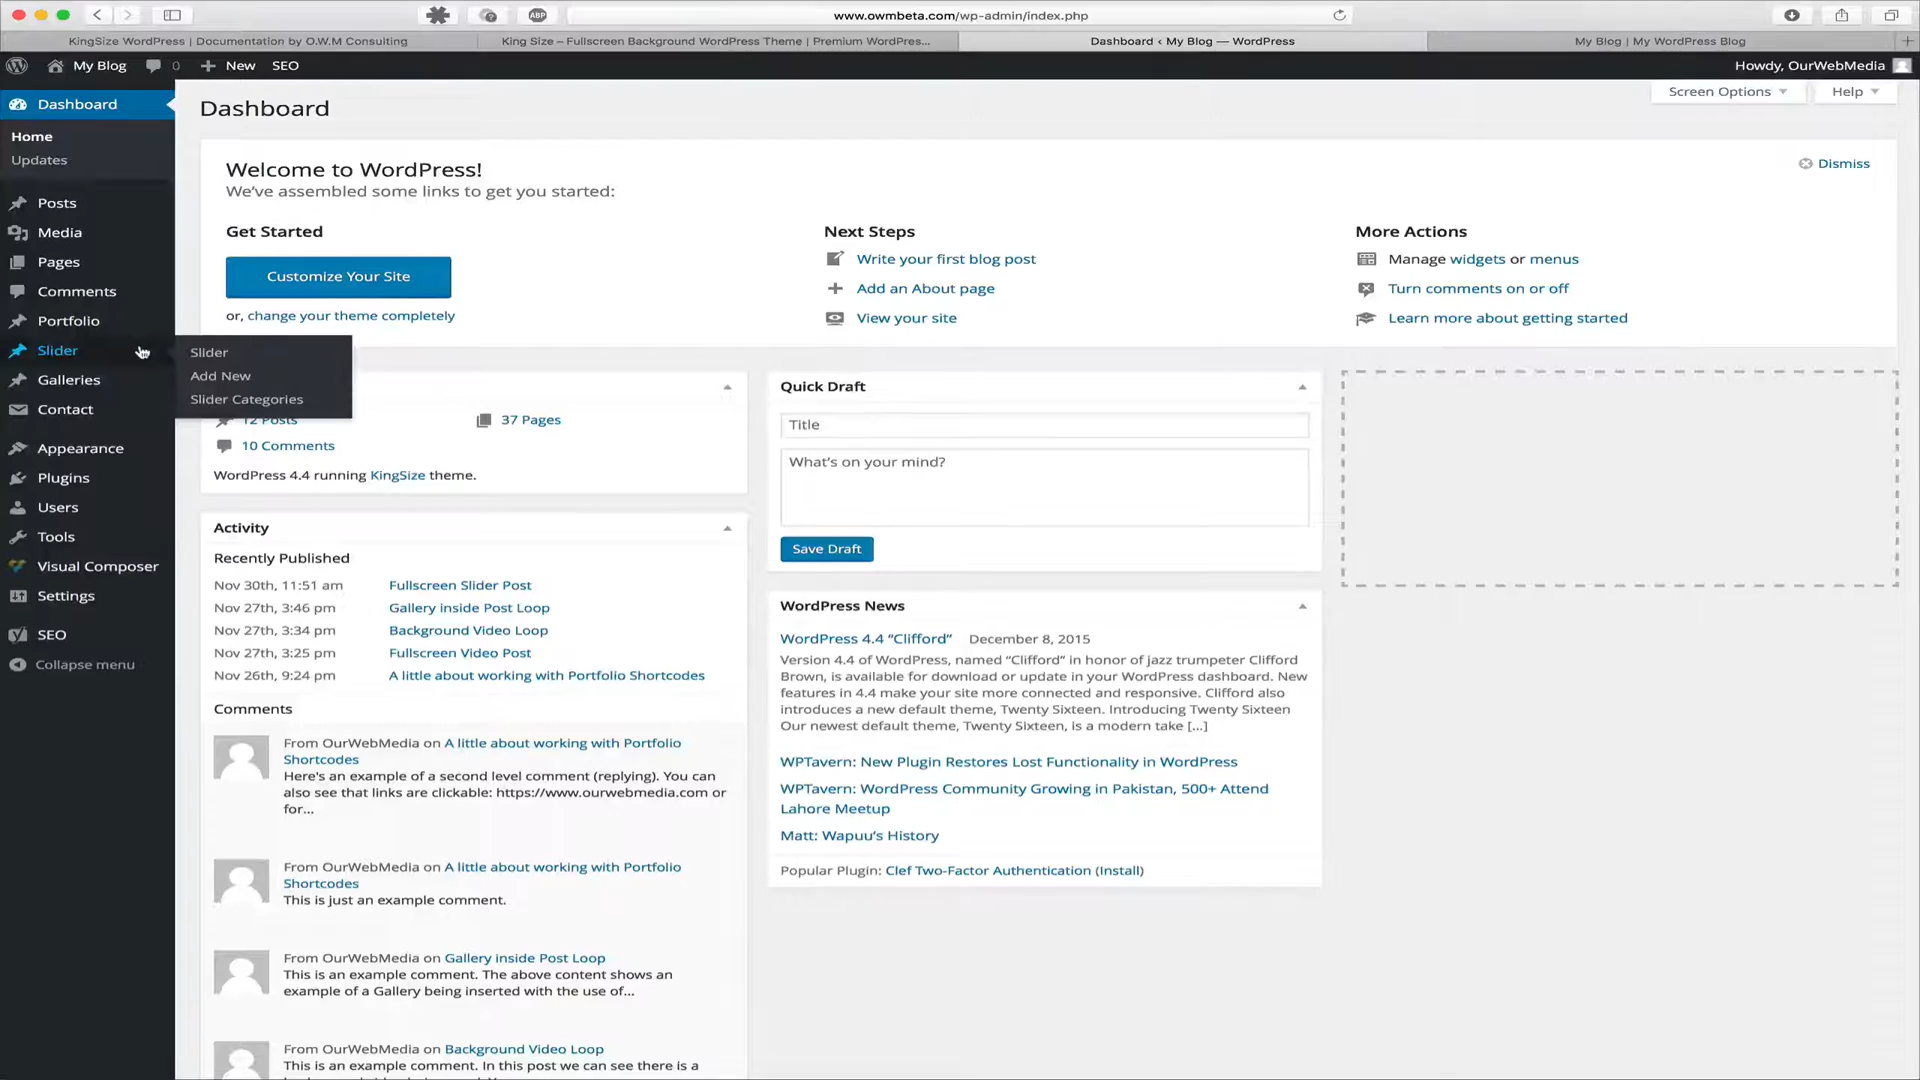 www.owmbeta.com/wp-admin/index.php
KingSize WordPress | Documentation by O.W.M Consulting
King Size – Fullscreen Background WordPress Theme | Premium WordPres...
Dashboard ‹ My Blog — WordPress
My Blog | My WordPress Blog
My Blog
0
New
SEO
Howdy, OurWebMedia
Dashboard
Home
Updates
Posts
Media
Pages
Comments
Portfolio
Slider
Galleries
Contact
Appearance
Plugins
Users
Tools
Visual Composer
Settings
SEO
Collapse menu
Slider
Add New
Slider Categories
Dashboard
Screen Options
Help
Welcome to WordPress!
We've assembled some links to get you started:
Dismiss
Get Started
Customize Your Site
or, change your theme completely
Next Steps
Write your first blog post
Add an About page
View your site
More Actions
Manage widgets or menus
Turn comments on or off
Learn more about getting started
12 Posts
37 Pages
10 Comments
WordPress 4.4 running KingSize theme.
Activity
Recently Published
Nov 30th, 11:51 am Fullscreen Slider Post
Nov 27th, 3:46 pm Gallery inside Post Loop
Nov 27th, 3:34 pm Background Video Loop
Nov 27th, 3:25 pm Fullscreen Video Post
Nov 26th, 9:24 pm A little about working with Portfolio Shortcodes
Comments
From OurWebMedia on A little about working with Portfolio
Shortcodes
Here's an example of a second level comment (replying). You can
also see that links are clickable: https://www.ourwebmedia.com or
for...
From OurWebMedia on A little about working with Portfolio
Shortcodes
This is just an example comment.
From OurWebMedia on Gallery inside Post Loop
This is an example comment. The above content shows an
example of a Gallery being inserted with the use of...
From OurWebMedia on Background Video Loop
This is an example comment. In this post we can see there is a
Quick Draft
Title
What's on your mind?
Save Draft
WordPress News
WordPress 4.4 “Clifford” December 8, 2015
Version 4.4 of WordPress, named “Clifford” in honor of jazz trumpeter Clifford
Brown, is available for download or update in your WordPress dashboard. New
features in 4.4 make your site more connected and responsive. Clifford also
introduces a new default theme, Twenty Sixteen. Introducing Twenty Sixteen
Our newest default theme, Twenty Sixteen, is a modern take [...]
WPTavern: New Plugin Restores Lost Functionality in WordPress
WPTavern: WordPress Community Growing in Pakistan, 500+ Attend
Lahore Meetup
Matt: Wapuu's History
Popular Plugin: Clef Two-Factor Authentication (Install)